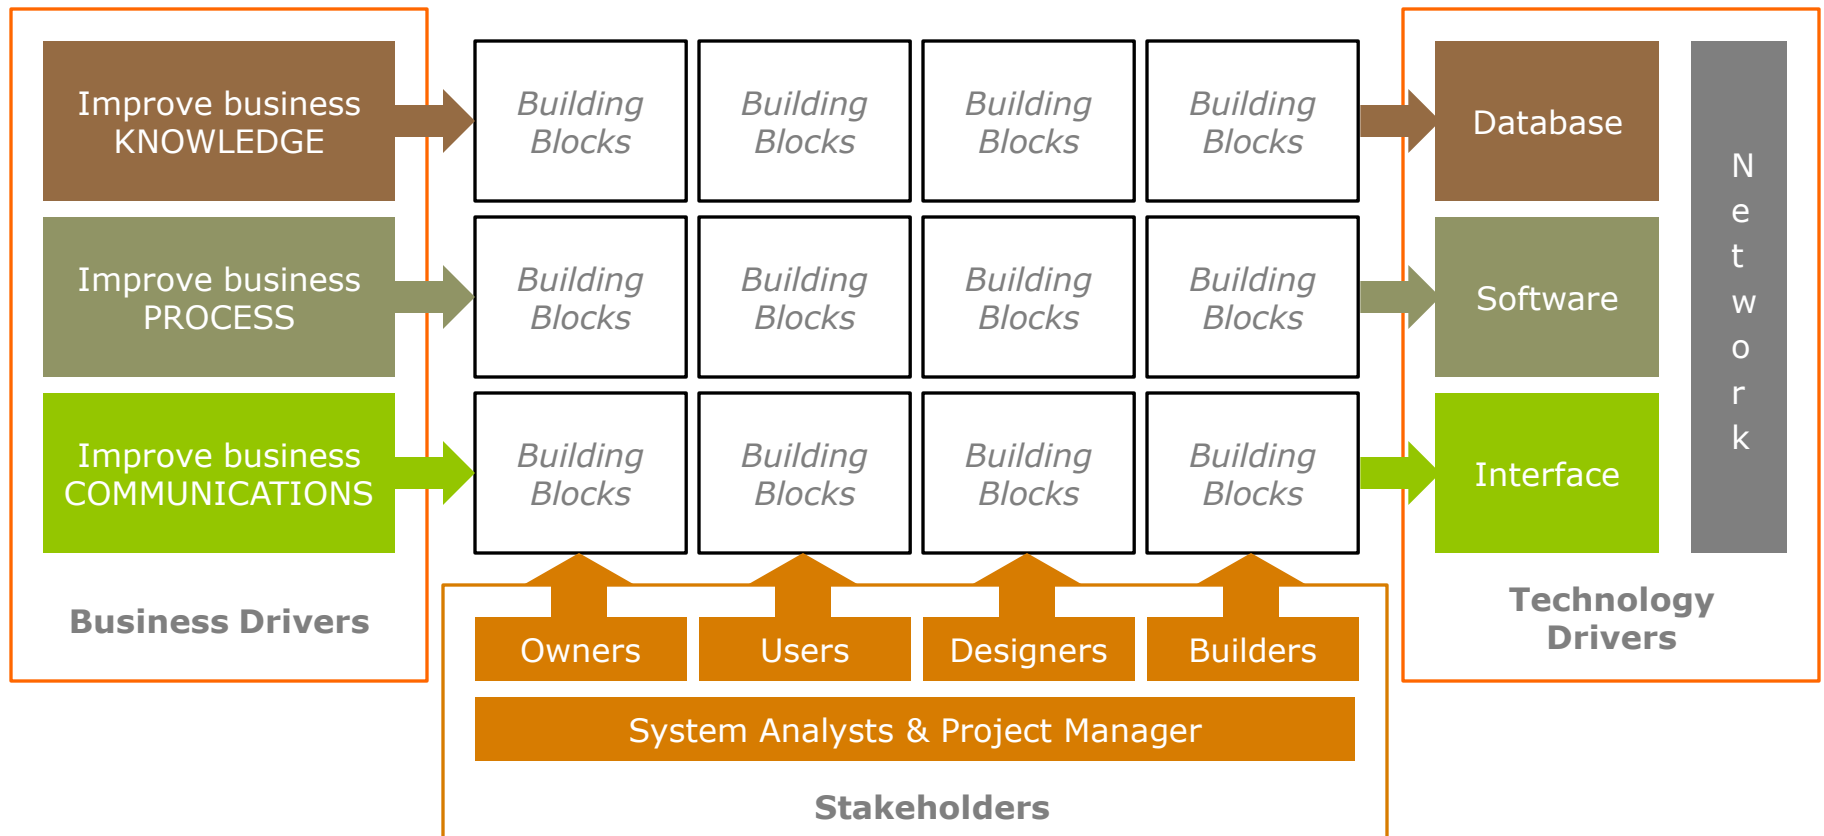 Improve business
KNOWLEDGE
Building
Blocks
Building
Blocks
Building
Blocks
Building
Blocks
Database
Improve business
PROCESS
Building
Blocks
Building
Blocks
Building
Blocks
Building
Blocks
Software
Improve business
COMMUNICATIONS
Building
Blocks
Building
Blocks
Building
Blocks
Building
Blocks
Interface
Network
Business Drivers
Technology
Drivers
Owners
Users
Designers
Builders
System Analysts & Project Manager
Stakeholders